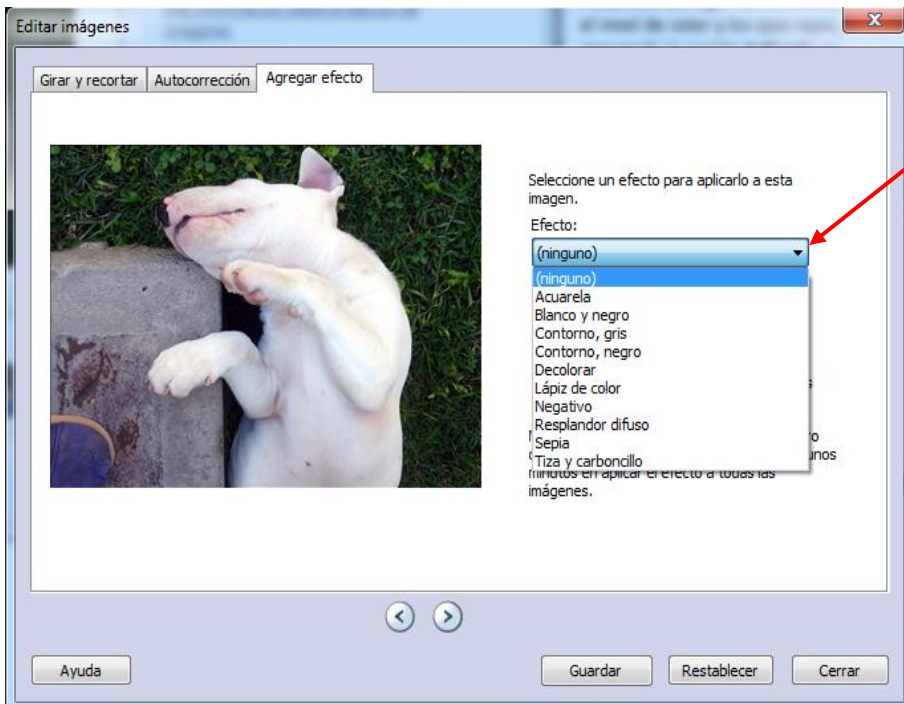 Editar imágenes
Girar y recortar
Autocorrección
Agregar efecto
Seleccione un efecto para aplicarlo a esta
imagen.
Efecto:
(ninguno)
(ninguno)
Acuarela
Blanco y negro
Contorno, gris
Contorno, negro
Decolorar
Lápiz de color
Negativo
Resplandor difuso
Sepia
Tiza y carboncillo
minutos en aplicar el efecto a todas las
imágenes.
Ayuda
Guardar
Restablecer
Cerrar